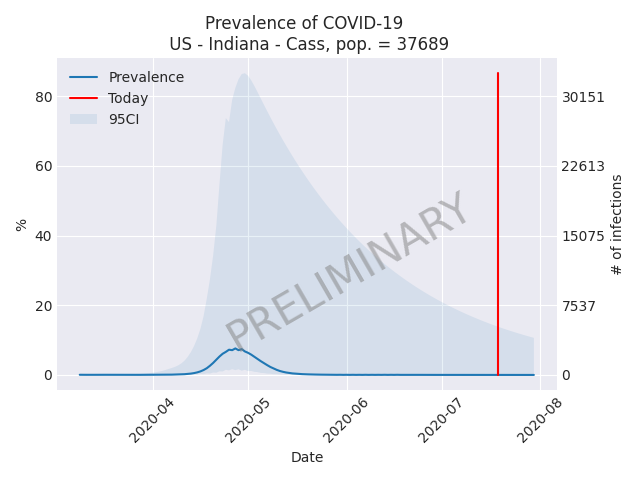 Prevalence of COVID-19
US - Indiana - Cass, pop. = 37689
Prevalence
Today
95CI
80
60
40
20
0
%
30151
22613
15075
7537
0
# of infections
PRELIMINARY
2020-04
2020-05
2020-06
2020-07
2020-08
Date